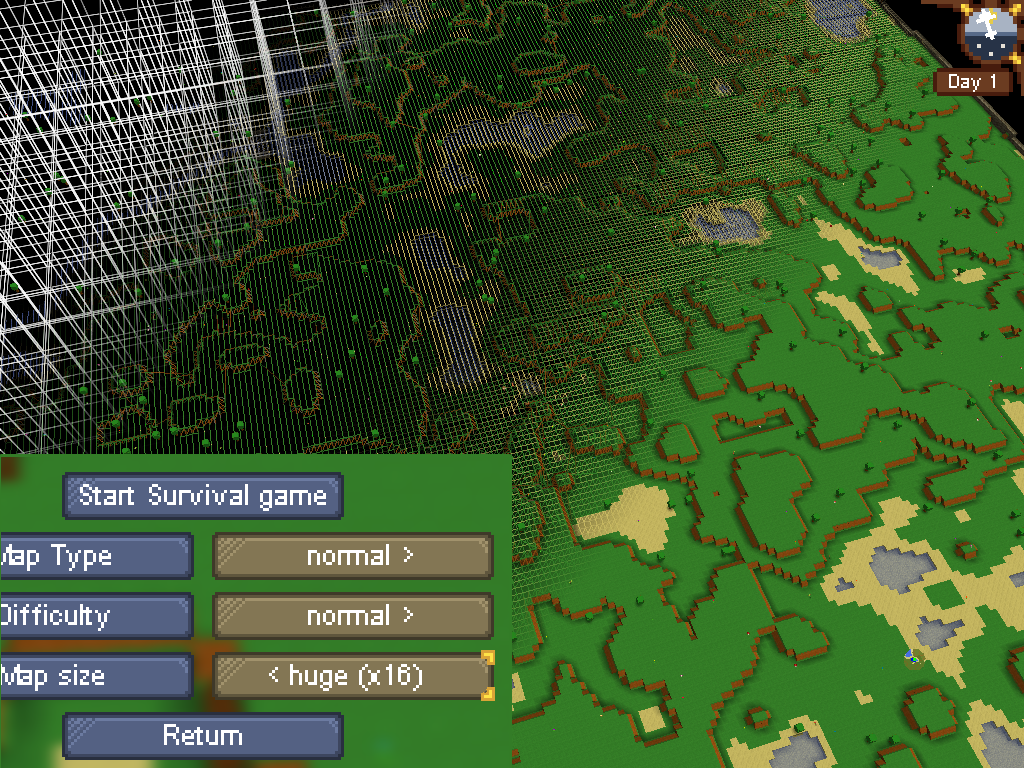 Day 1
Start Survival game
Map Type
normal >
Difficulty
normal >
Map size
< huge (x16)
Return